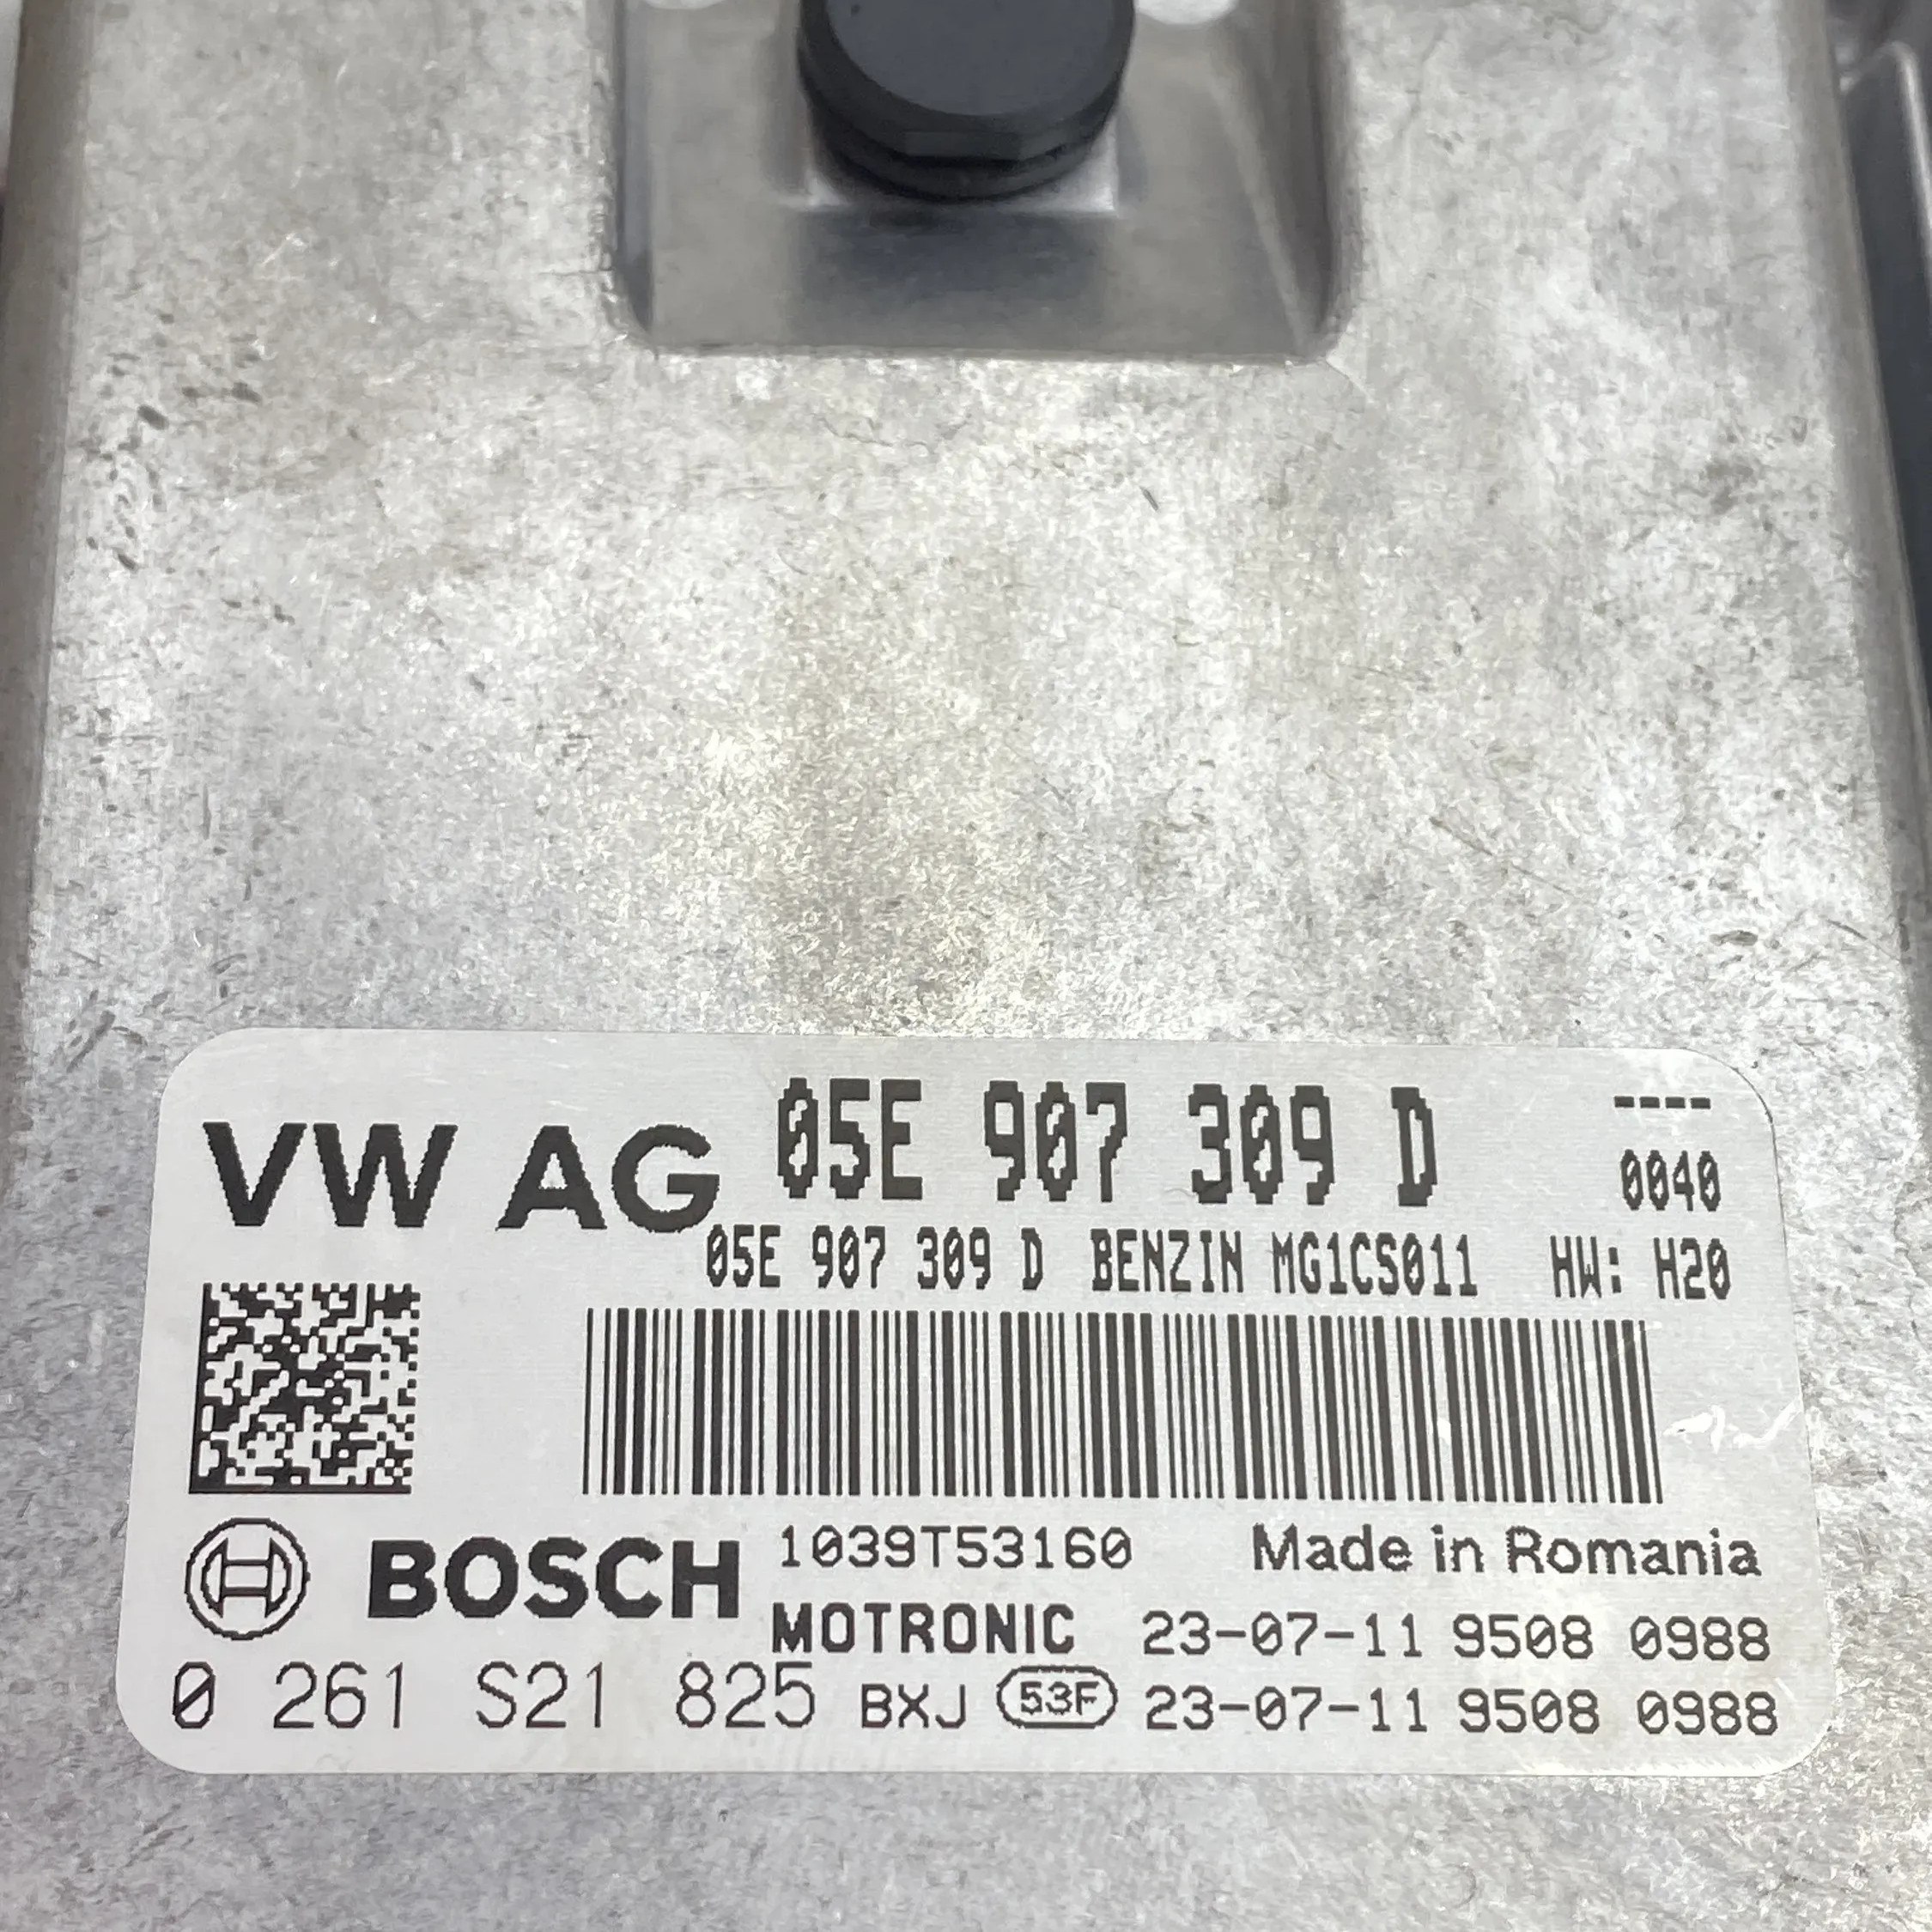 VW AG 05E 907 309 D ----
0040
05E 907 309 D BENZIN MG1CS011 HW: H20
BOSCH 1039T53160 Made in Romania
MOTRONIC 23-07-11 9508 0988
0 261 S21 825 BXJ 53F 23-07-11 9508 0988